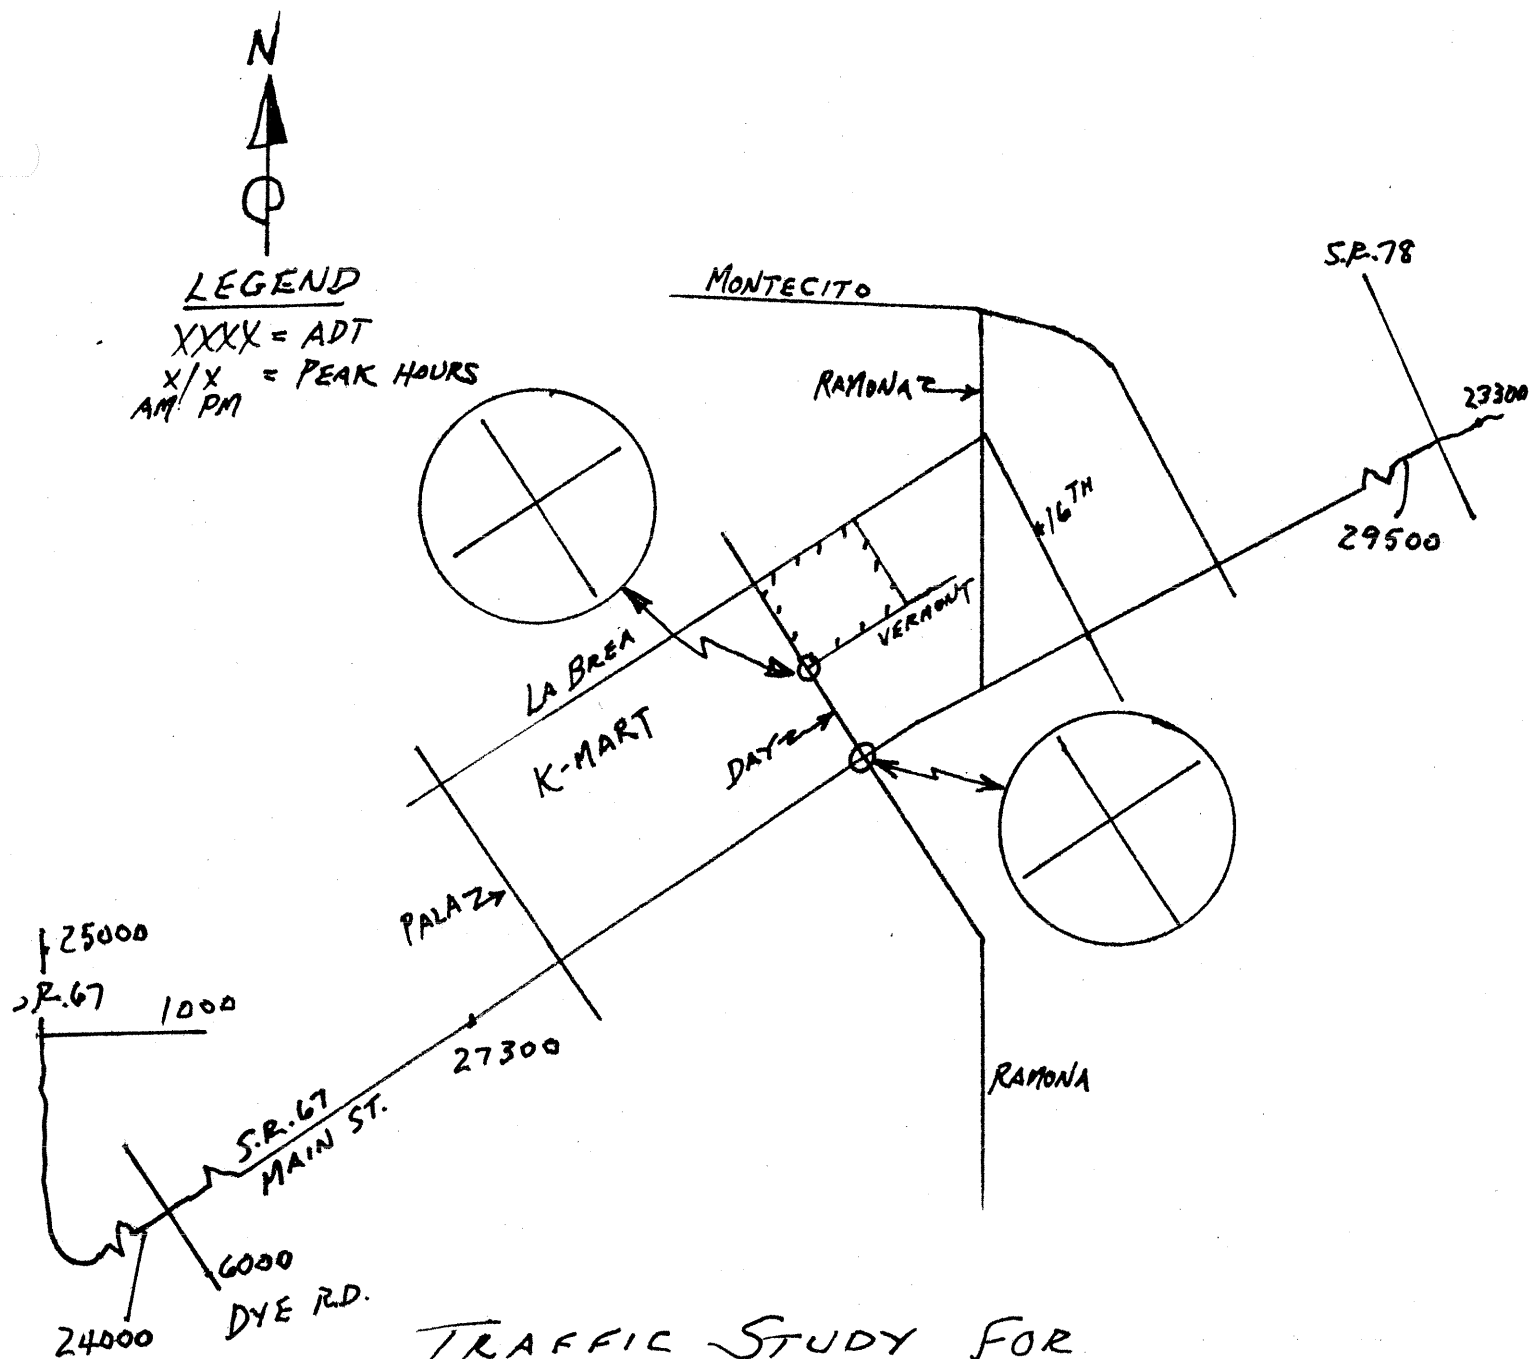 N
LEGEND
XXXX = ADT
X/X = PEAK HOURS
AM PM
MONTECITO
S.R.78
RAMONA
23300
16TH
29500
VERMONT
LA BREA
K-MART
DAY
PALA
25000
S.R.67
1000
27300
RAMONA
S.R.67
MAIN ST.
6000
DYE RD.
24000
TRAFFIC STUDY FOR